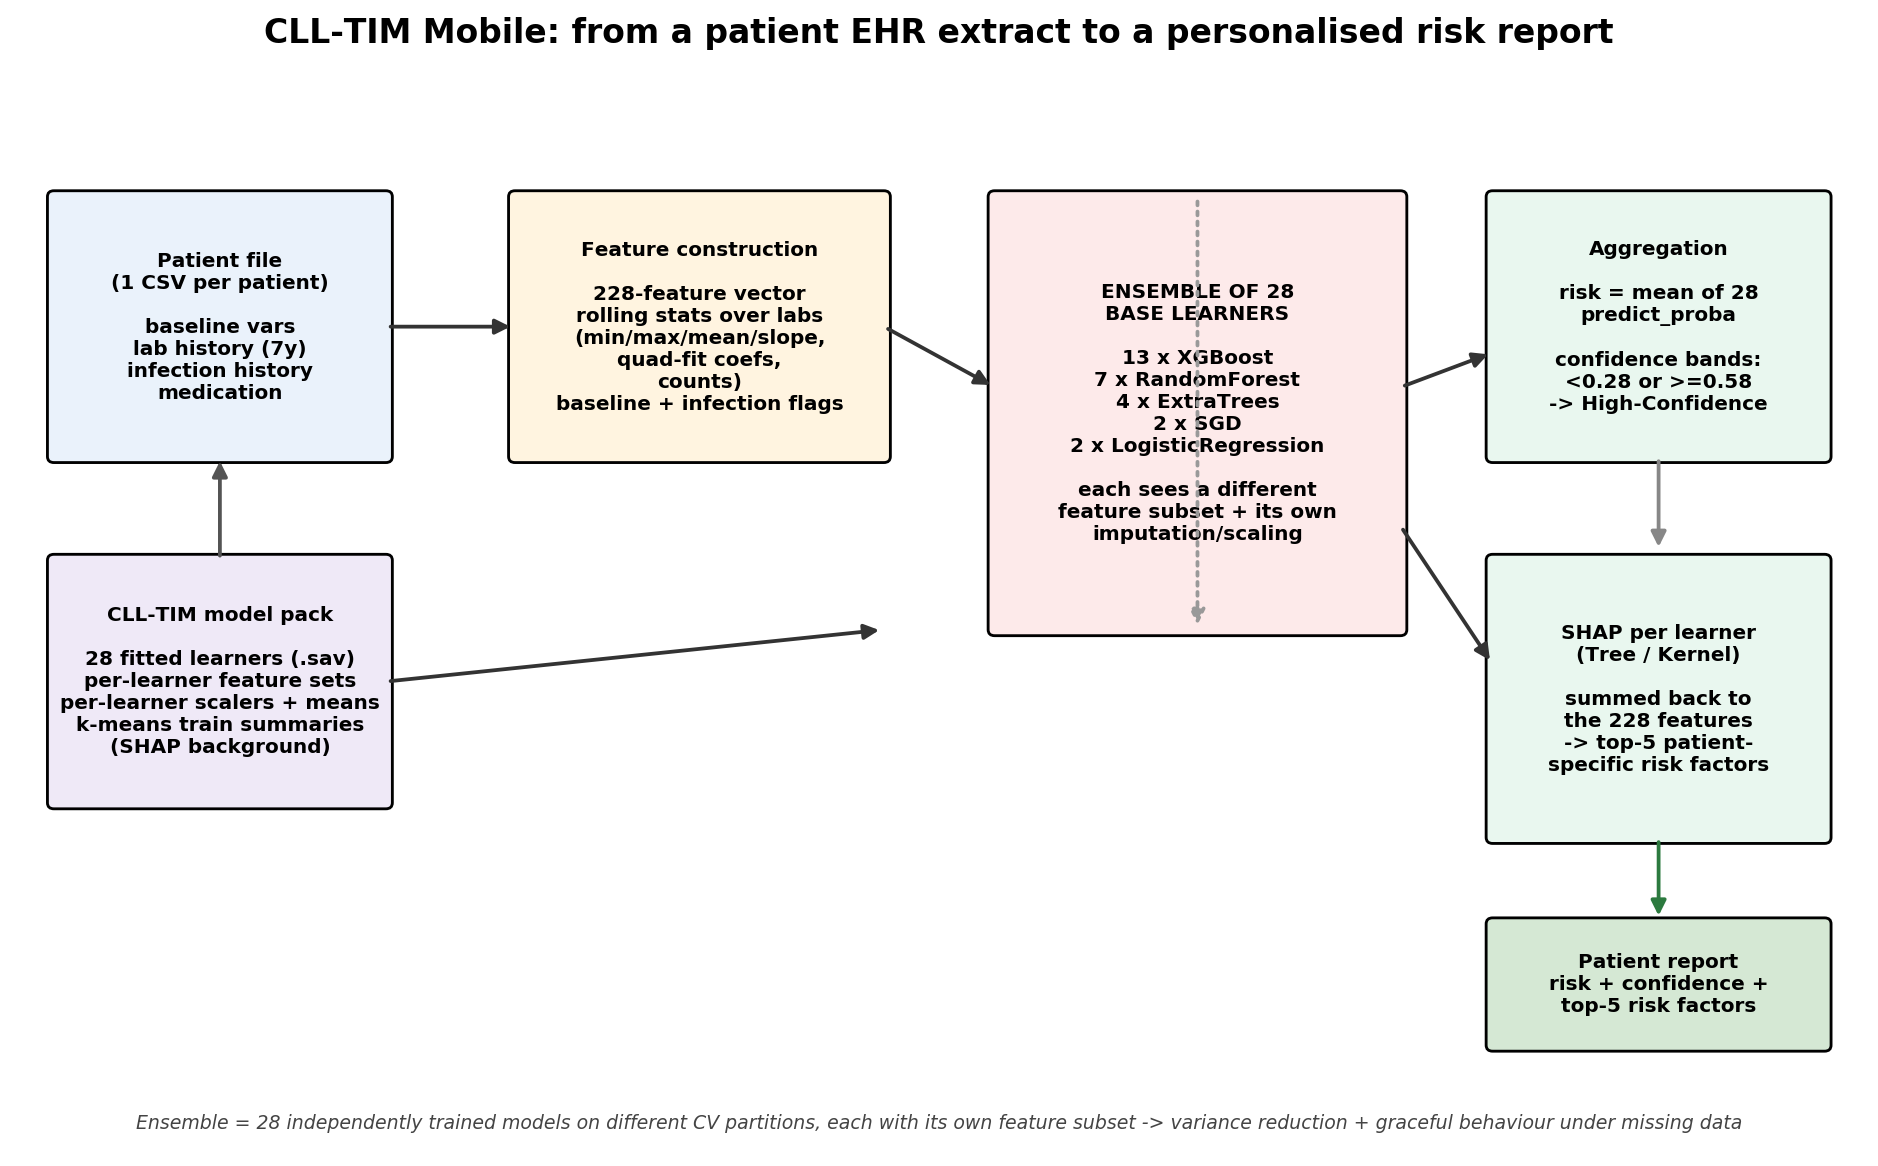 CLL-TIM Mobile: from a patient EHR extract to a personalised risk report
Patient file
(1 CSV per patient)
baseline vars
lab history (7y)
infection history
medication
Feature construction
228-feature vector
rolling stats over labs
(min/max/mean/slope,
quad-fit coefs,
counts)
baseline + infection flags
ENSEMBLE OF 28
BASE LEARNERS
13 x XGBoost
7 x RandomForest
4 x ExtraTrees
2 x SGD
2 x LogisticRegression
each sees a different
feature subset + its own
imputation/scaling
Aggregation
risk = mean of 28
predict_proba
confidence bands:
<0.28 or >=0.58
-> High-Confidence
CLL-TIM model pack
28 fitted learners (.sav)
per-learner feature sets
per-learner scalers + means
k-means train summaries
(SHAP background)
SHAP per learner
(Tree / Kernel)
summed back to
the 228 features
-> top-5 patient-
specific risk factors
Patient report
risk + confidence +
top-5 risk factors
Ensemble = 28 independently trained models on different CV partitions, each with its own feature subset -> variance reduction + graceful behaviour under missing data